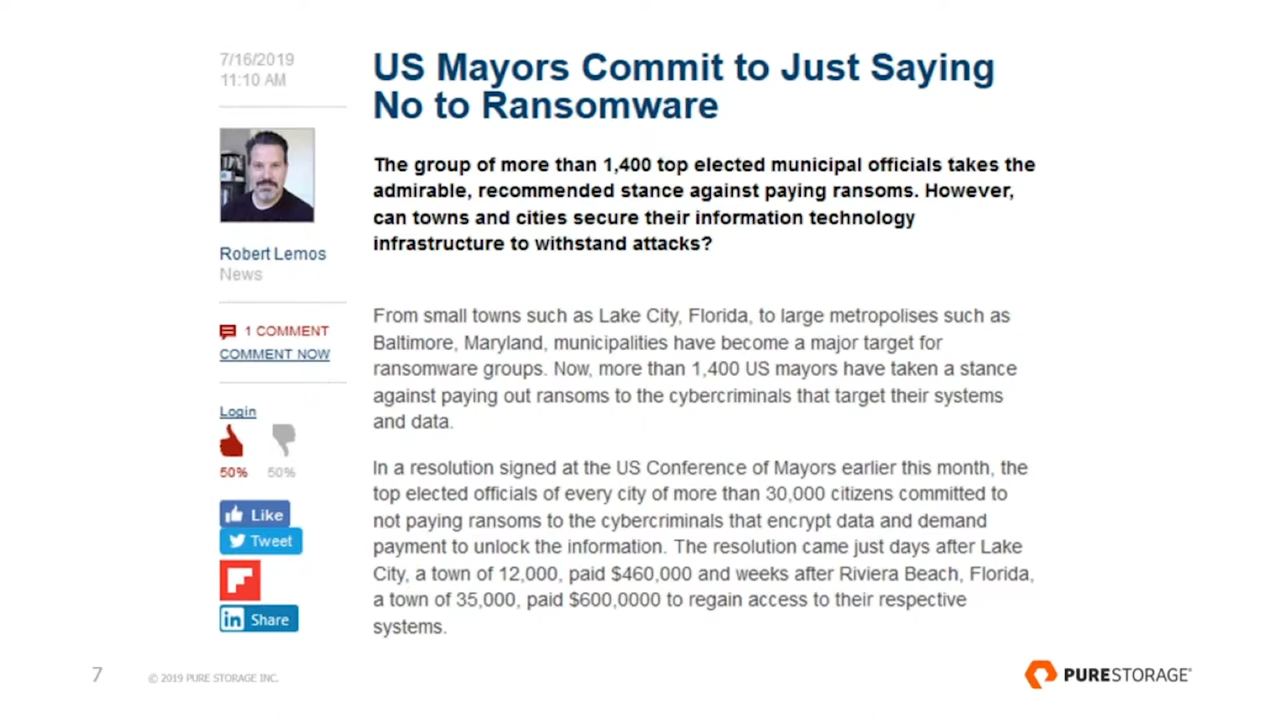 7/16/2019
11:10 AM
Robert Lemos
News
1 COMMENT
COMMENT NOW
Login
50% 50%
Like
Tweet
in Share
US Mayors Commit to Just Saying
No to Ransomware
The group of more than 1,400 top elected municipal officials takes the
admirable, recommended stance against paying ransoms. However,
can towns and cities secure their information technology
infrastructure to withstand attacks?
From small towns such as Lake City, Florida, to large metropolises such as
Baltimore, Maryland, municipalities have become a major target for
ransomware groups. Now, more than 1,400 US mayors have taken a stance
against paying out ransoms to the cybercriminals that target their systems
and data.
In a resolution signed at the US Conference of Mayors earlier this month, the
top elected officials of every city of more than 30,000 citizens committed to
not paying ransoms to the cybercriminals that encrypt data and demand
payment to unlock the information. The resolution came just days after Lake
City, a town of 12,000, paid $460,000 and weeks after Riviera Beach, Florida,
a town of 35,000, paid $600,0000 to regain access to their respective
systems.
7 © 2019 PURE STORAGE INC.
PURESTORAGE®